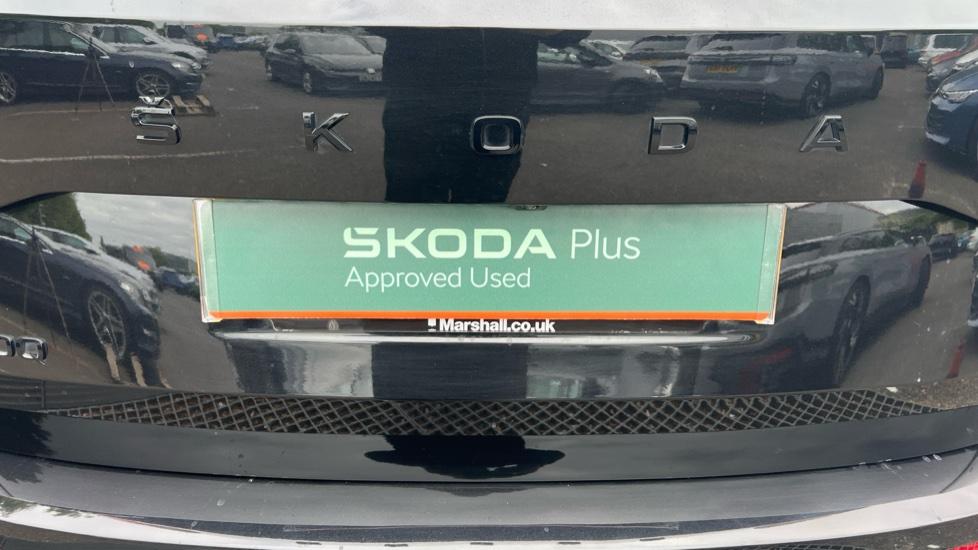 ŠKODA
ŠKODA Plus
Approved Used
Marshall.co.uk